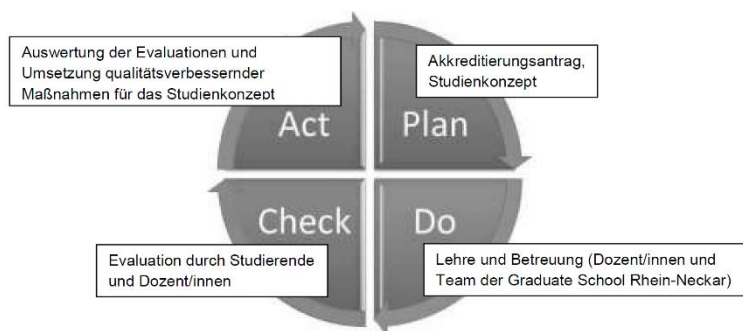 Auswertung der Evaluationen und
Umsetzung qualitätsverbessernder
Maßnahmen für das Studienkonzept
Act
Akkreditierungsantrag,
Studienkonzept
Plan
Check
Evaluation durch Studierende
und Dozent/innen
Do
Lehre und Betreuung (Dozent/innen und
Team der Graduate School Rhein-Neckar)